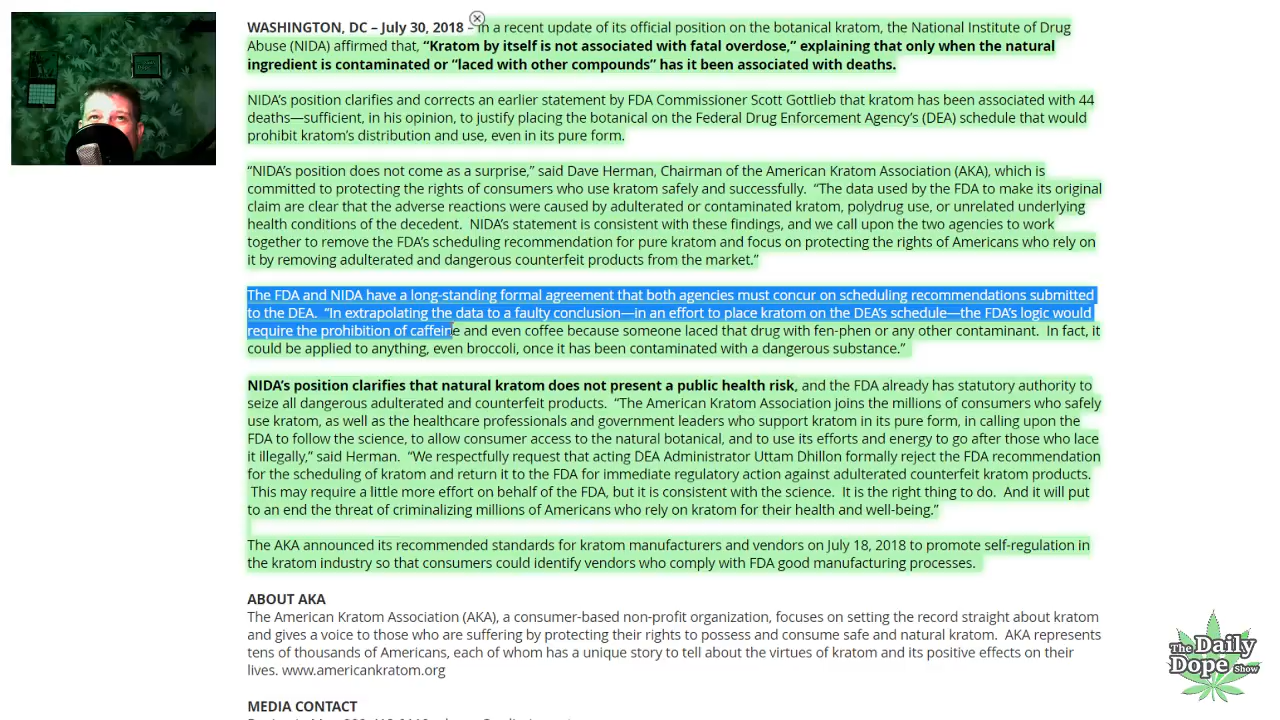 WASHINGTON, DC – July 30, 2018 – In a recent update of its official position on the botanical kratom, the National Institute of Drug
Abuse (NIDA) affirmed that, “Kratom by itself is not associated with fatal overdose,” explaining that only when the natural
ingredient is contaminated or “laced with other compounds” has it been associated with deaths.
NIDA’s position clarifies and corrects an earlier statement by FDA Commissioner Scott Gottlieb that kratom has been associated with 44
deaths—sufficient, in his opinion, to justify placing the botanical on the Federal Drug Enforcement Agency’s (DEA) schedule that would
prohibit kratom’s distribution and use, even in its pure form.
“NIDA’s position does not come as a surprise,” said Dave Herman, Chairman of the American Kratom Association (AKA), which is
committed to protecting the rights of consumers who use kratom safely and successfully.  “The data used by the FDA to make its original
claim are clear that the adverse reactions were caused by adulterated or contaminated kratom, polydrug use, or unrelated underlying
health conditions of the decedent.  NIDA’s statement is consistent with these findings, and we call upon the two agencies to work
together to remove the FDA’s scheduling recommendation for pure kratom and focus on protecting the rights of Americans who rely on
it by removing adulterated and dangerous counterfeit products from the market.”
The FDA and NIDA have a long-standing formal agreement that both agencies must concur on scheduling recommendations submitted
to the DEA.  “In extrapolating the data to a faulty conclusion—in an effort to place kratom on the DEA’s schedule—the FDA’s logic would
require the prohibition of caffeine and even coffee because someone laced that drug with fen-phen or any other contaminant.  In fact, it
could be applied to anything, even broccoli, once it has been contaminated with a dangerous substance.”
NIDA’s position clarifies that natural kratom does not present a public health risk, and the FDA already has statutory authority to
seize all dangerous adulterated and counterfeit products.  “The American Kratom Association joins the millions of consumers who safely
use kratom, as well as the healthcare professionals and government leaders who support kratom in its pure form, in calling upon the
FDA to follow the science, to allow consumer access to the natural botanical, and to use its efforts and energy to go after those who lace
it illegally,” said Herman.  “We respectfully request that acting DEA Administrator Uttam Dhillon formally reject the FDA recommendation
for the scheduling of kratom and return it to the FDA for immediate regulatory action against adulterated counterfeit kratom products.
This may require a little more effort on behalf of the FDA, but it is consistent with the science.  It is the right thing to do.  And it will put
to an end the threat of criminalizing millions of Americans who rely on kratom for their health and well-being.”
The AKA announced its recommended standards for kratom manufacturers and vendors on July 18, 2018 to promote self-regulation in
the kratom industry so that consumers could identify vendors who comply with FDA good manufacturing processes.
ABOUT AKA
The American Kratom Association (AKA), a consumer-based non-profit organization, focuses on setting the record straight about kratom
and gives a voice to those who are suffering by protecting their rights to possess and consume safe and natural kratom.  AKA represents
tens of thousands of Americans, each of whom has a unique story to tell about the virtues of kratom and its positive effects on their
lives. www.americankratom.org
MEDIA CONTACT
The Daily
Dope Show